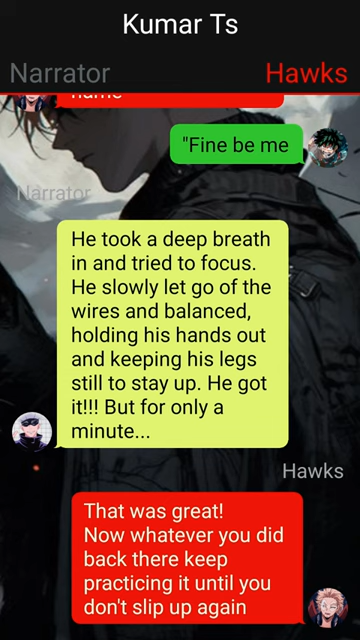 Kumar Ts
Narrator
Hawks
name
"Fine be me
Narrator
He took a deep breath
in and tried to focus.
He slowly let go of the
wires and balanced,
holding his hands out
and keeping his legs
still to stay up. He got
it!!! But for only a
minute...
Hawks
That was great!
Now whatever you did
back there keep
practicing it until you
don't slip up again